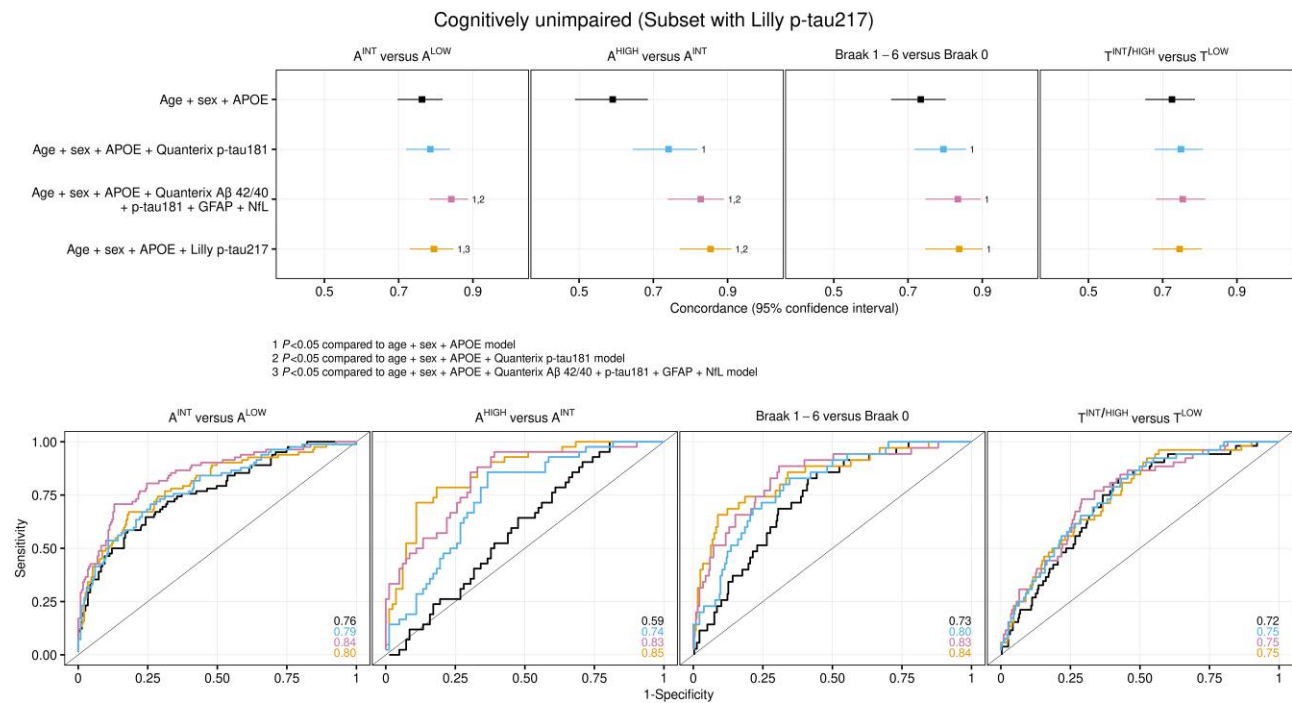 Cognitively unimpaired (Subset with Lilly p-tau217)
A^INT versus A^LOW
A^HIGH versus A^INT
Braak 1 – 6 versus Braak 0
T^INT/HIGH versus T^LOW
Age + sex + APOE
Age + sex + APOE + Quanterix p-tau181
1
1
Age + sex + APOE + Quanterix Aβ 42/40
+ p-tau181 + GFAP + NfL
1,2
1,2
1
Age + sex + APOE + Lilly p-tau217
1,3
1,2
1
0.5 0.7 0.9
0.5 0.7 0.9
0.5 0.7 0.9
0.5 0.7 0.9
Concordance (95% confidence interval)
1 P<0.05 compared to age + sex + APOE model
2 P<0.05 compared to age + sex + APOE + Quanterix p-tau181 model
3 P<0.05 compared to age + sex + APOE + Quanterix Aβ 42/40 + p-tau181 + GFAP + NfL model
A^INT versus A^LOW
A^HIGH versus A^INT
Braak 1 – 6 versus Braak 0
T^INT/HIGH versus T^LOW
Sensitivity
1.00
0.75
0.50
0.25
0.00
0.76
0.79
0.84
0.80
0.59
0.74
0.83
0.85
0.73
0.80
0.83
0.84
0.72
0.75
0.75
0.75
0 0.25 0.50 0.75 1
0 0.25 0.50 0.75 1
0 0.25 0.50 0.75 1
0 0.25 0.50 0.75 1
1-Specificity